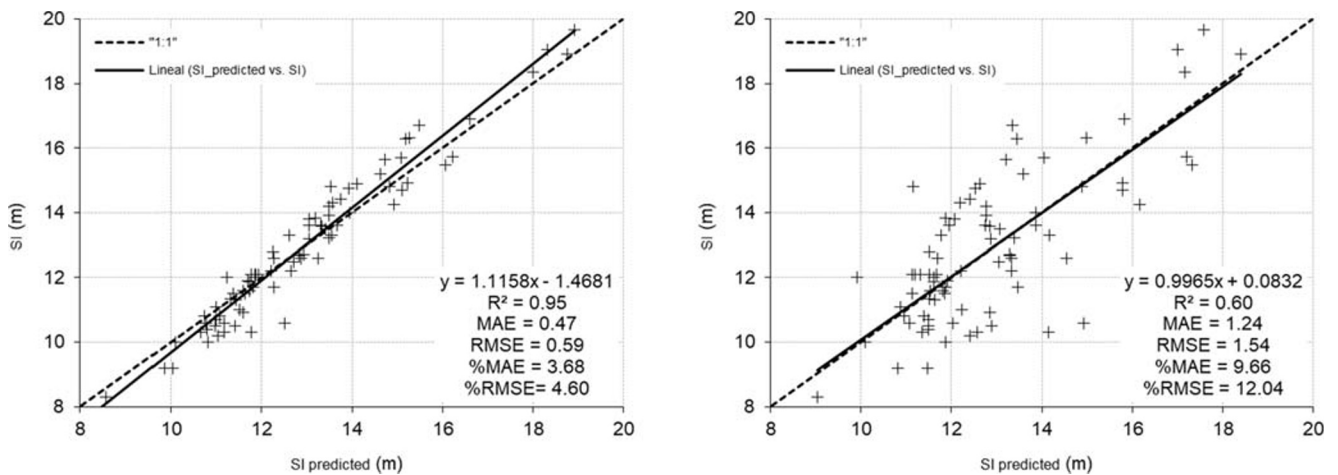 20
18
16
14
12
10
8
SI (m)
"1:1"
Lineal (SI_predicted vs. SI)
y = 1.1158x - 1.4681
R² = 0.95
MAE = 0.47
RMSE = 0.59
%MAE = 3.68
%RMSE= 4.60
8 10 12 14 16 18 20
SI predicted (m)
20
18
16
14
12
10
8
SI (m)
"1:1"
Lineal (SI_predicted vs. SI)
y = 0.9965x + 0.0832
R² = 0.60
MAE = 1.24
RMSE = 1.54
%MAE = 9.66
%RMSE = 12.04
8 10 12 14 16 18 20
SI predicted (m)